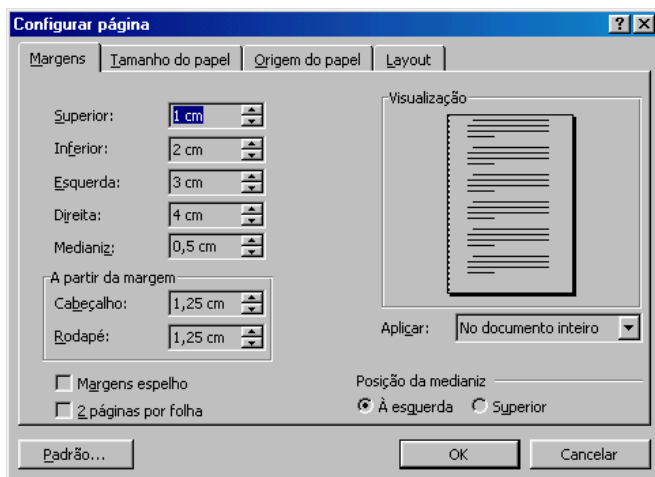 Configurar página
Margens Tamanho do papel Origem do papel Layout
Superior: 1 cm
Inferior: 2 cm
Esquerda: 3 cm
Direita: 4 cm
Medianiz: 0,5 cm
A partir da margem
Cabeçalho: 1,25 cm
Rodapé: 1,25 cm
Margens espelho
2 páginas por folha
Visualização
Aplicar: No documento inteiro
Posição da medianiz
À esquerda Superior
Padrão... OK Cancelar